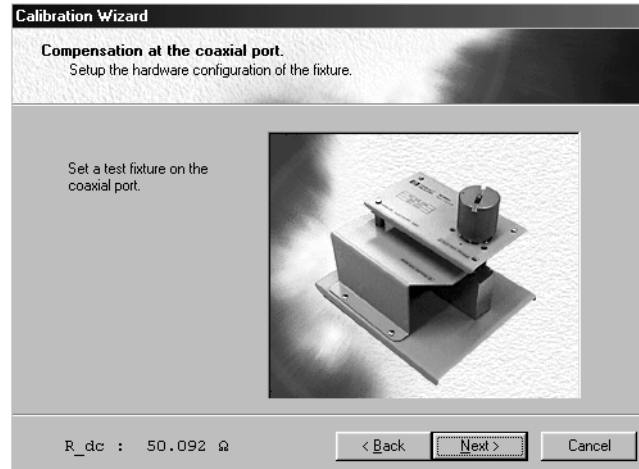 Calibration Wizard
Compensation at the coaxial port.
Setup the hardware configuration of the fixture.
Set a test fixture on the
coaxial port.
R_dc : 50.092 Ω
< Back
Next >
Cancel